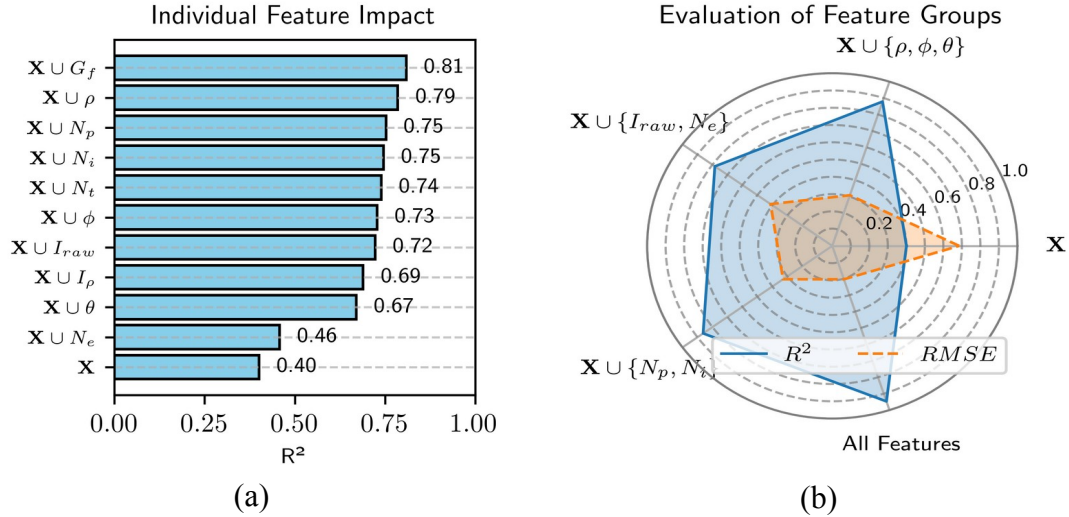 Individual Feature Impact
X ∪ G_f
0.81
X ∪ ρ
0.79
X ∪ N_p
0.75
X ∪ N_i
0.75
X ∪ N_t
0.74
X ∪ ϕ
0.73
X ∪ I_raw
0.72
X ∪ I_ρ
0.69
X ∪ θ
0.67
X ∪ N_e
0.46
X
0.40
0.00 0.25 0.50 0.75 1.00
R²
(a)
Evaluation of Feature Groups
X ∪ {ρ, ϕ, θ}
X ∪ {I_raw, N_e}
1.0
0.8
0.6
0.4
0.2
X
R² RMSE
X ∪ {N_p, N_i}
All Features
(b)